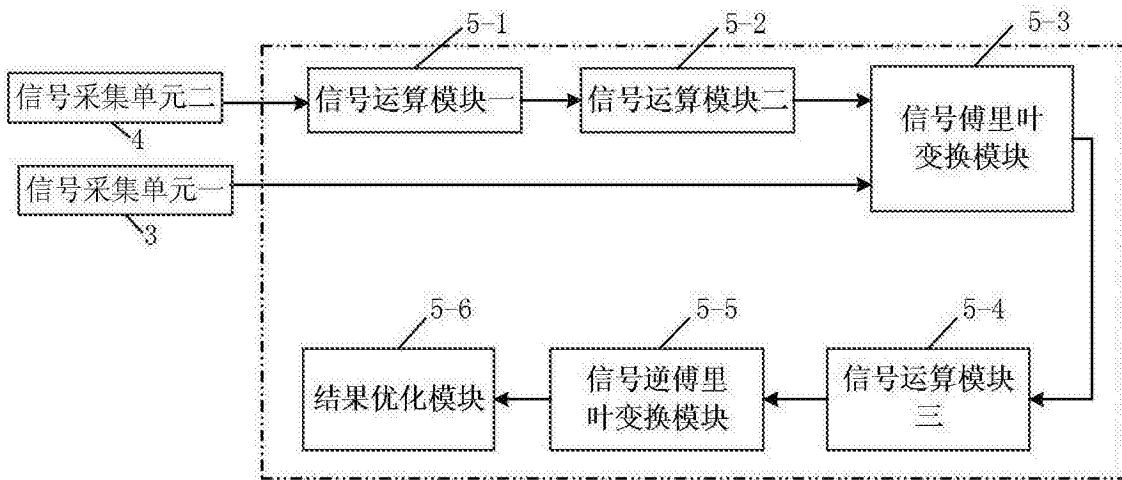 5-1
5-2
5-3
信号采集单元二
4
信号运算模块一
信号运算模块二
信号傅里叶
变换模块
信号采集单元一
3
5-6
5-5
5-4
结果优化模块
信号逆傅里
叶变换模块
信号运算模块
三